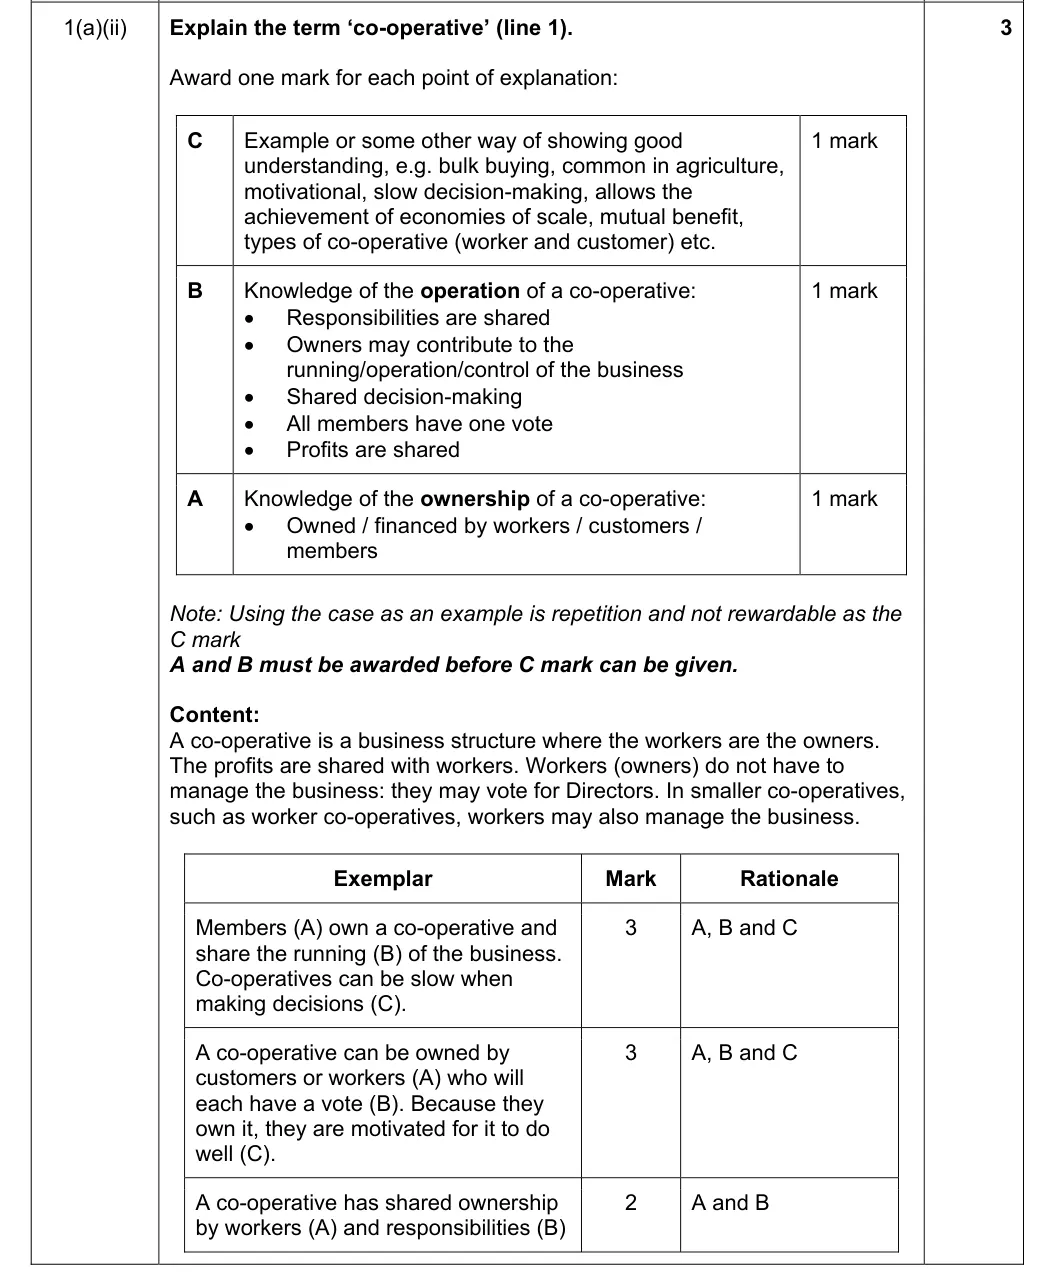 1(a)(ii) Explain the term ‘co-operative’ (line 1). 3
Award one mark for each point of explanation:
C Example or some other way of showing good 1 mark
understanding, e.g. bulk buying, common in agriculture,
motivational, slow decision-making, allows the
achievement of economies of scale, mutual benefit,
types of co-operative (worker and customer) etc.
B Knowledge of the operation of a co-operative: 1 mark
• Responsibilities are shared
• Owners may contribute to the
running/operation/control of the business
• Shared decision-making
• All members have one vote
• Profits are shared
A Knowledge of the ownership of a co-operative: 1 mark
• Owned / financed by workers / customers /
members
Note: Using the case as an example is repetition and not rewardable as the
C mark
A and B must be awarded before C mark can be given.
Content:
A co-operative is a business structure where the workers are the owners.
The profits are shared with workers. Workers (owners) do not have to
manage the business: they may vote for Directors. In smaller co-operatives,
such as worker co-operatives, workers may also manage the business.
Exemplar Mark Rationale
Members (A) own a co-operative and 3 A, B and C
share the running (B) of the business.
Co-operatives can be slow when
making decisions (C).
A co-operative can be owned by 3 A, B and C
customers or workers (A) who will
each have a vote (B). Because they
own it, they are motivated for it to do
well (C).
A co-operative has shared ownership 2 A and B
by workers (A) and responsibilities (B)